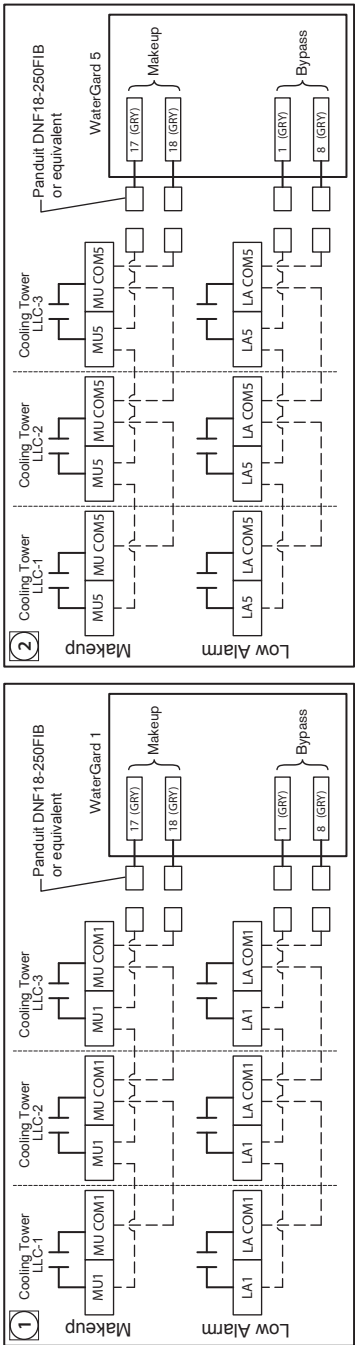 1
Cooling Tower
LLC-1
Cooling Tower
LLC-2
Cooling Tower
LLC-3
Panduit DNF18-250FIB
or equivalent
WaterGard 1
Makeup
MU1
MU COM1
MU1
MU COM1
MU1
MU COM1
17 (GRY)
18 (GRY)
Makeup
Low Alarm
LA1
LA COM1
LA1
LA COM1
LA1
LA COM1
1 (GRY)
8 (GRY)
Bypass
2
Cooling Tower
LLC-1
Cooling Tower
LLC-2
Cooling Tower
LLC-3
Panduit DNF18-250FIB
or equivalent
WaterGard 5
Makeup
MU5
MU COM5
MU5
MU COM5
MU5
MU COM5
17 (GRY)
18 (GRY)
Makeup
Low Alarm
LA5
LA COM5
LA5
LA COM5
LA5
LA COM5
1 (GRY)
8 (GRY)
Bypass